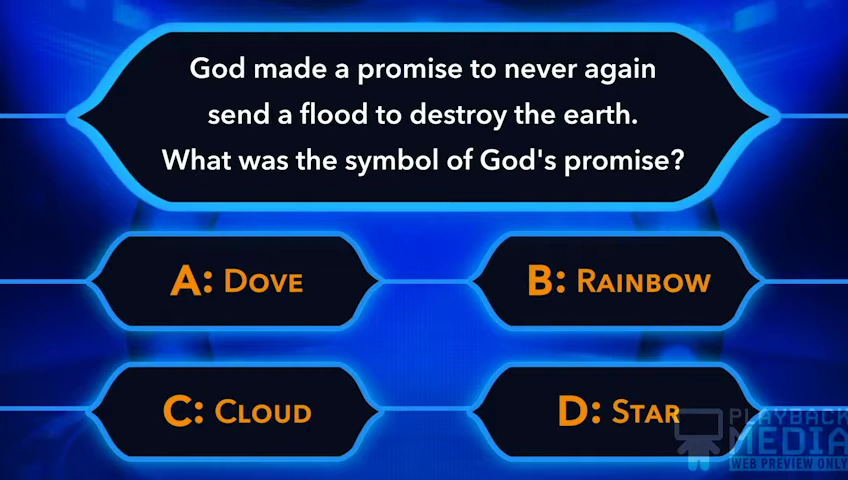 God made a promise to never again
send a flood to destroy the earth.
What was the symbol of God's promise?
A: Dove
B: Rainbow
C: Cloud
D: Star
PLAYBACK
MEDIA
WEB PREVIEW ONLY